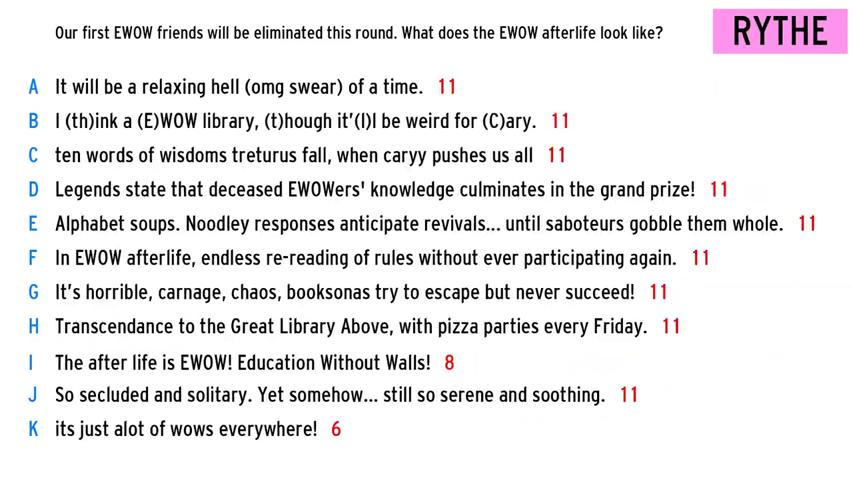 Our first EWOW friends will be eliminated this round. What does the EWOW afterlife look like?
RYTHE
A It will be a relaxing hell (omg swear) of a time. 11
B I (th)ink a (E)WOW library, (t)hough it'(l)l be weird for (C)ary. 11
C ten words of wisdoms treturus fall, when caryy pushes us all 11
D Legends state that deceased EWOWers' knowledge culminates in the grand prize! 11
E Alphabet soups. Noodley responses anticipate revivals... until saboteurs gobble them whole. 11
F In EWOW afterlife, endless re-reading of rules without ever participating again. 11
G It's horrible, carnage, chaos, booksonas try to escape but never succeed! 11
H Transcendance to the Great Library Above, with pizza parties every Friday. 11
I The after life is EWOW! Education Without Walls! 8
J So secluded and solitary. Yet somehow... still so serene and soothing. 11
K its just alot of wows everywhere! 6